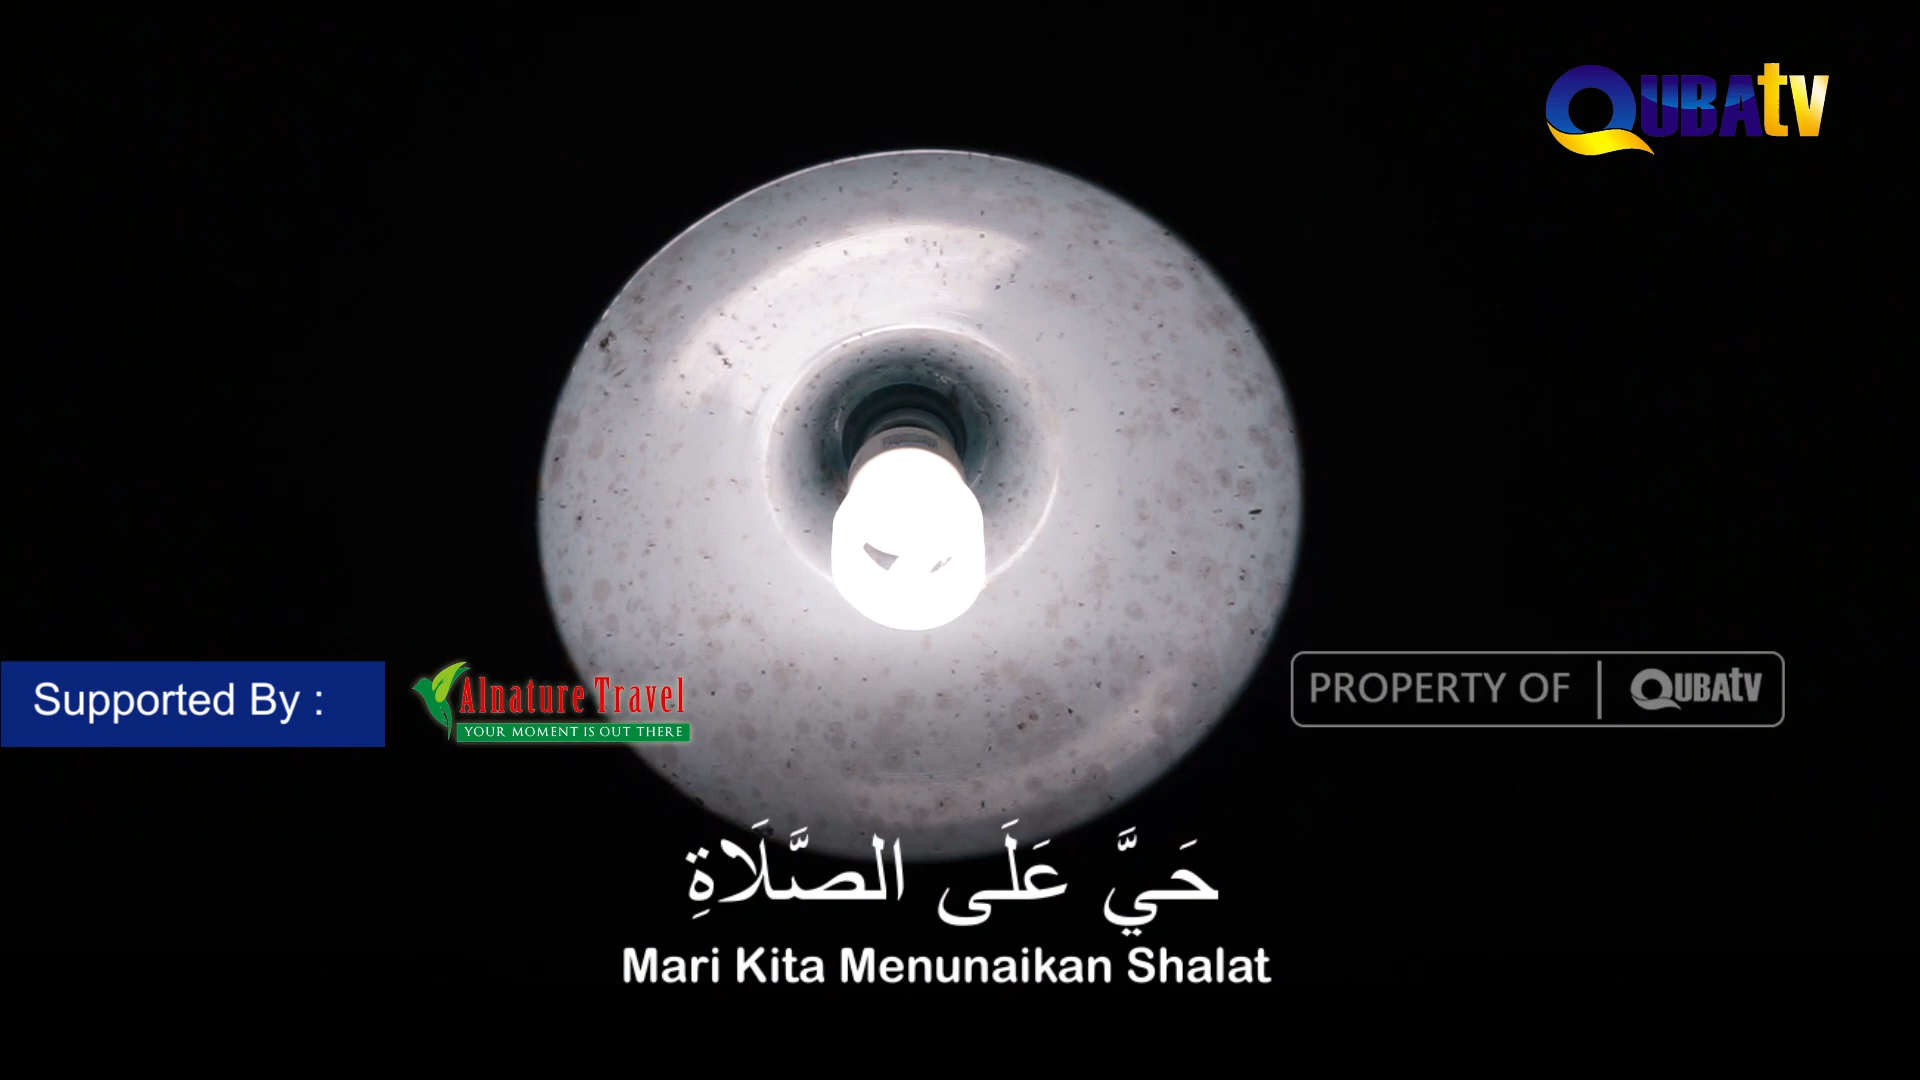 QUBAtv
Supported By :
Alnature Travel
YOUR MOMENT IS OUT THERE
PROPERTY OF | QUBAtv
حَيَّ عَلَى الصَّلَاةِ
Mari Kita Menunaikan Shalat